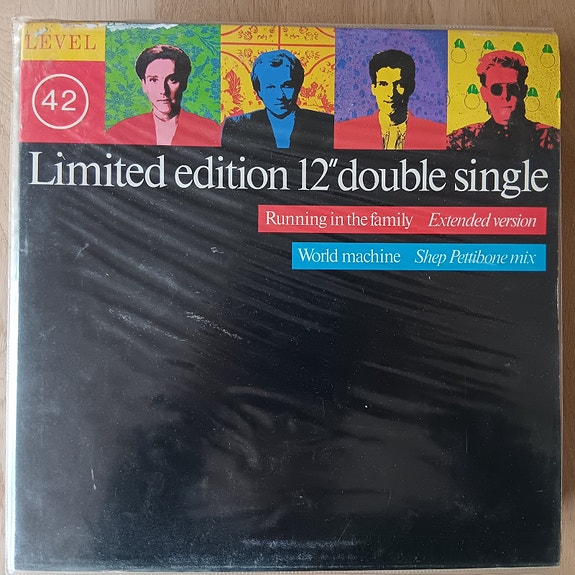 LEVEL
42
Limited edition 12" double single
Running in the family Extended version
World machine Shep Pettibone mix